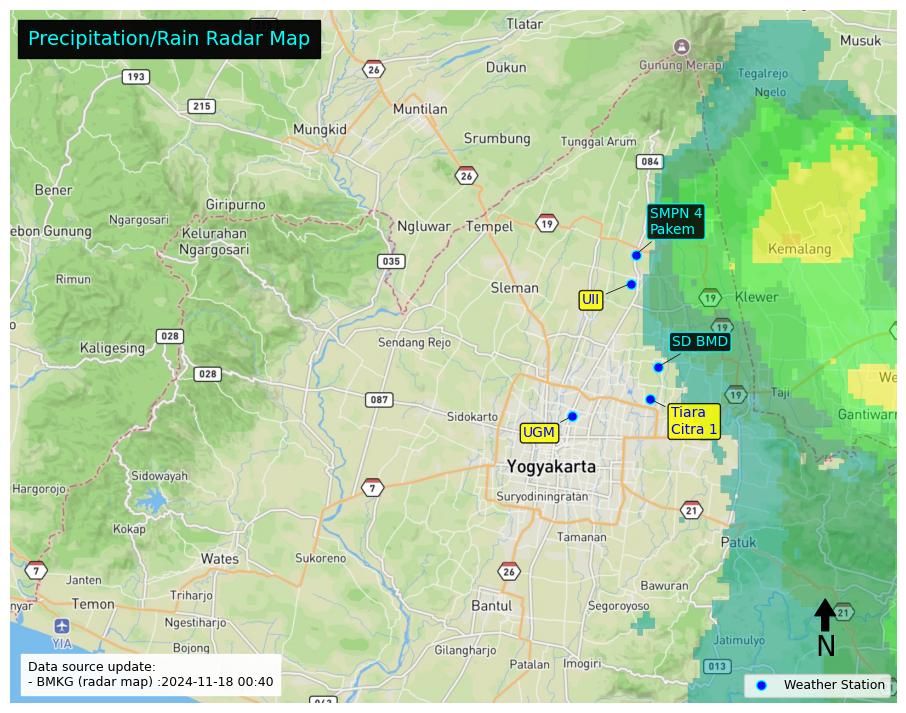 Precipitation/Rain Radar Map
Tlatar
Musuk
Gunung Merapi
Dukun
26
193
Tegalrejo
Ngelo
215
Muntilan
Mungkid
Srumbung
Tunggal Arum
084
26
Bener
Giripurno
SMPN 4
Pakem
Ngargosari
ebon Gunung
Kelurahan
Ngargosari
Ngluwar
Tempel
19
Kemalang
035
Rimun
Sleman
UII
19
Klewer
19
028
Kaligesing
Sendang Rejo
SD BMD
028
We
087
19
Taji
Sidokarto
Tiara
Citra 1
Gantiwar
UGM
Yogyakarta
Sidowayah
Hargorojo
7
Suryodiningratan
21
Kokap
Tamanan
Patuk
Wates
Sukoreno
7
26
Janten
Bawuran
nyar
Temon
Triharjo
Bantul
Segoroyoso
21
YIA
Ngestiharjo
Jatimulyo
N
Bojong
Gilangharjo
Patalan
Imogiri
013
Data source update:
- BMKG (radar map) :2024-11-18 00:40
Weather Station